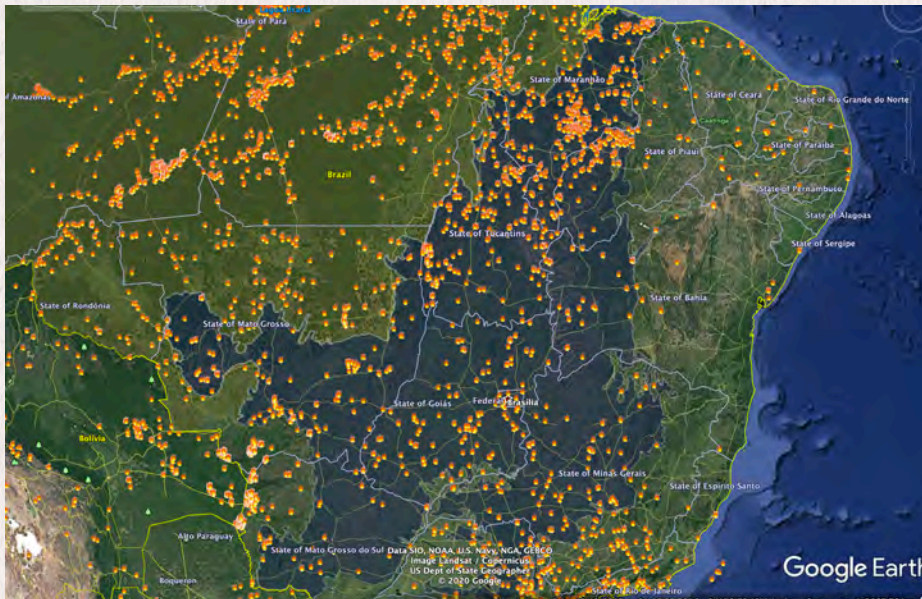 State of Pará
State of Maranhão
State of Ceará
of Amazonas
State of Rio Grande do Norte
Caatinga
State of Paraíba
State of Piauí
Brazil
State of Pernambuco
State of Alagoas
State of Tocantins
State of Sergipe
State of Rondônia
State of Bahia
State of Mato Grosso
State of Goiás
Federal
Brasília
Bolivia
State of Minas Gerais
State of Espírito Santo
Alto Paraguay
State of Mato Grosso do Sul
Data SIO, NOAA, U.S. Navy, NGA, GEBCO
Image Landsat / Copernicus
US Dept of State Geographer
© 2020 Google
Boqueron
State of Rio de Janeiro
Google Earth